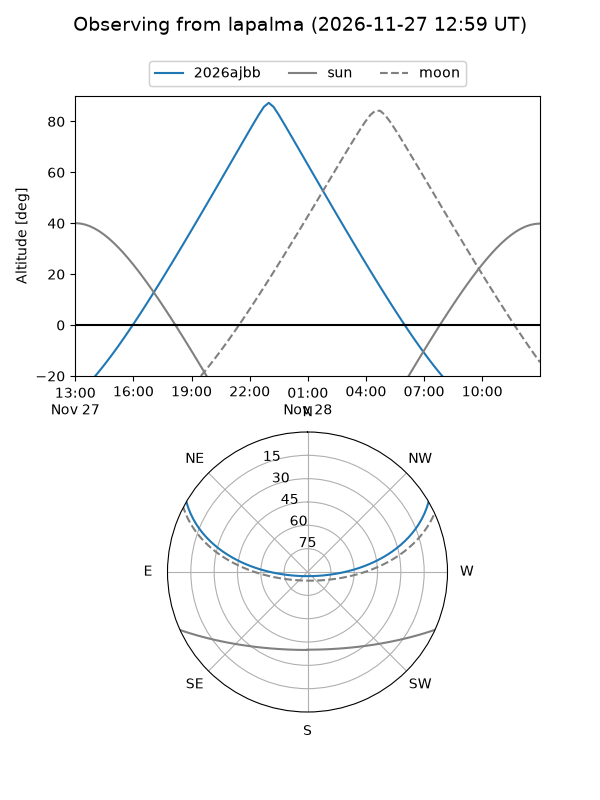 Observing from lapalma (2026-11-27 12:59 UT)
2026ajbb sun moon
Altitude [deg]
80
60
40
20
0
−20
13:00 16:00 19:00 22:00 01:00 04:00 07:00 10:00
Nov 27 Nov 28
N
NE NW
15
30
45
60
75
E W
SE SW
S